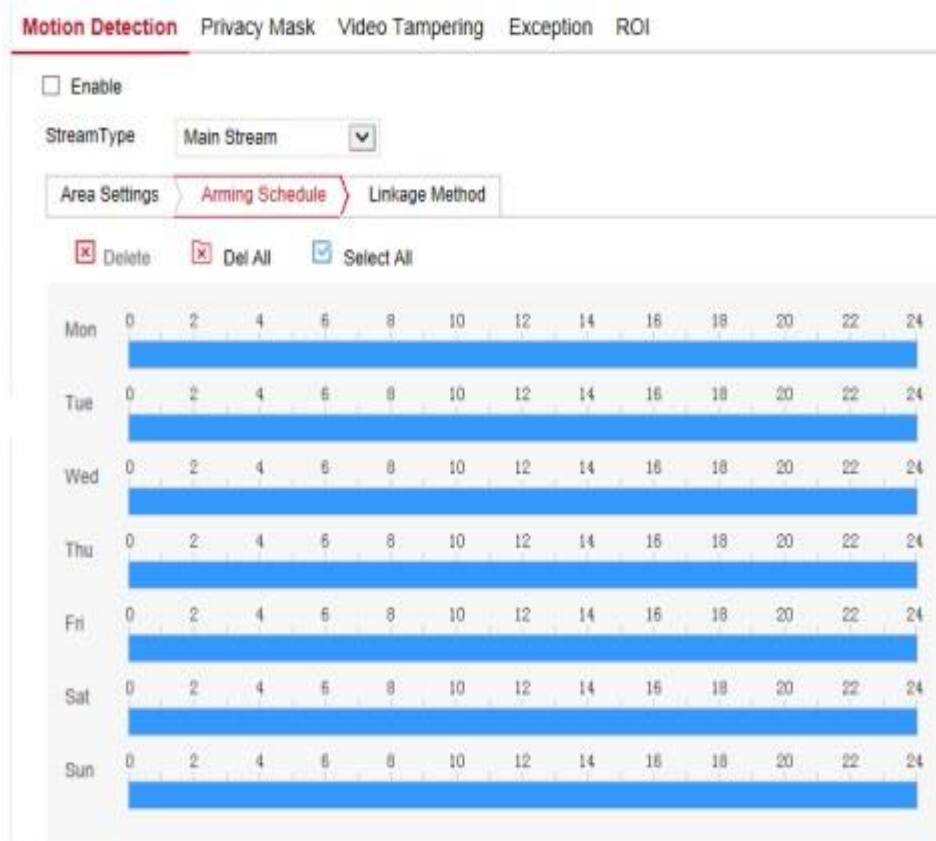 Motion Detection Privacy Mask Video Tampering Exception ROI
Enable
StreamType Main Stream
Area Settings Arming Schedule Linkage Method
Delete Del All Select All
Mon 0 2 4 6 8 10 12 14 16 18 20 22 24
Tue 0 2 4 6 8 10 12 14 16 18 20 22 24
Wed 0 2 4 6 8 10 12 14 16 18 20 22 24
Thu 0 2 4 6 8 10 12 14 16 18 20 22 24
Fri 0 2 4 6 8 10 12 14 16 18 20 22 24
Sat 0 2 4 6 8 10 12 14 16 18 20 22 24
Sun 0 2 4 6 8 10 12 14 16 18 20 22 24